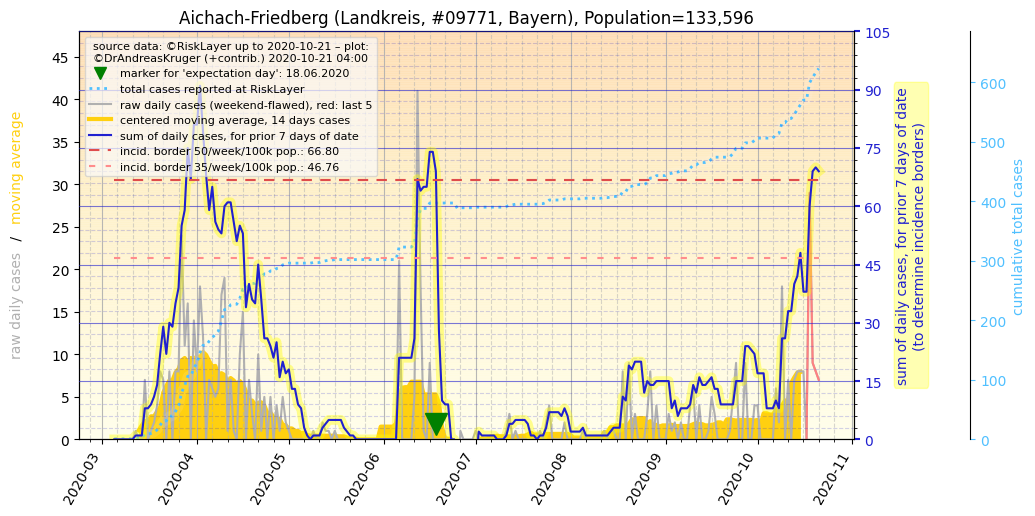 Aichach-Friedberg (Landkreis, #09771, Bayern), Population=133,596
source data: ©RiskLayer up to 2020-10-21 – plot:
©DrAndreasKruger (+contrib.) 2020-10-21 04:00
marker for 'expectation day': 18.06.2020
total cases reported at RiskLayer
raw daily cases (weekend-flawed), red: last 5
centered moving average, 14 days cases
sum of daily cases, for prior 7 days of date
incid. border 50/week/100k pop.: 66.80
incid. border 35/week/100k pop.: 46.76
raw daily cases / moving average
45
40
35
30
25
20
15
10
5
0
2020-03
2020-04
2020-05
2020-06
2020-07
2020-08
2020-09
2020-10
2020-11
105
90
75
60
45
30
15
0
sum of daily cases, for prior 7 days of date
(to determine incidence borders)
600
500
400
300
200
100
0
cumulative total cases